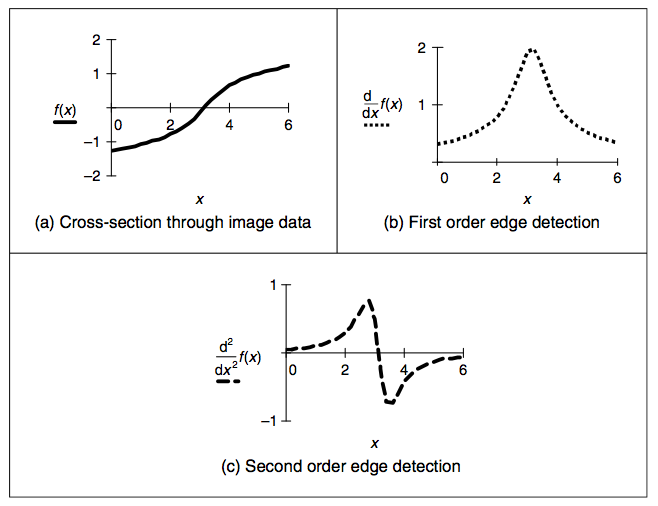 2
1
f(x)
0 2 4 6
−1
−2
x
(a) Cross-section through image data
2
d/dx f(x)
1
0 2 4 6
x
(b) First order edge detection
1
d²/dx² f(x)
0 2 4 6
−1
x
(c) Second order edge detection